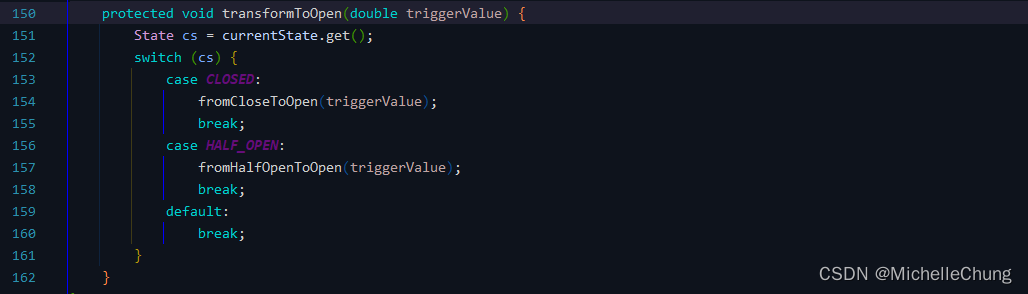 150 protected void transformToOpen(double triggerValue) {
151 State cs = currentState.get();
152 switch (cs) {
153 case CLOSED:
154 fromCloseToOpen(triggerValue);
155 break;
156 case HALF_OPEN:
157 fromHalfOpenToOpen(triggerValue);
158 break;
159 default:
160 break;
161 }
162 }
CSDN @MichelleChung